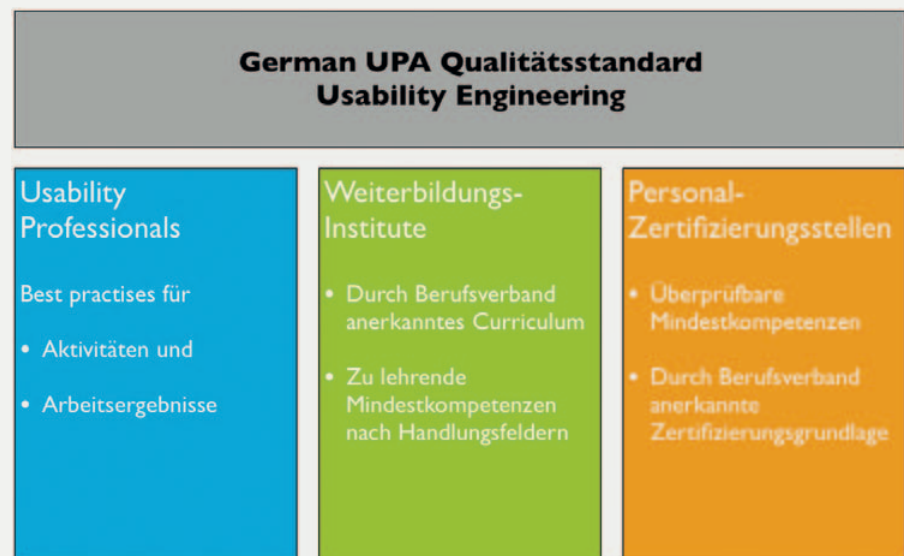 German UPA Qualitätsstandard
Usability Engineering
Usability
Professionals
Best practises für
• Aktivitäten und
• Arbeitsergebnisse
Weiterbildungs-
Institute
• Durch Berufsverband
anerkanntes Curriculum
• Zu lehrende
Mindestkompetenzen
nach Handlungsfeldern
Personal-
Zertifizierungsstellen
• Überprüfbare
Mindestkompetenzen
• Durch Berufsverband
anerkannte
Zertifizierungsgrundlage